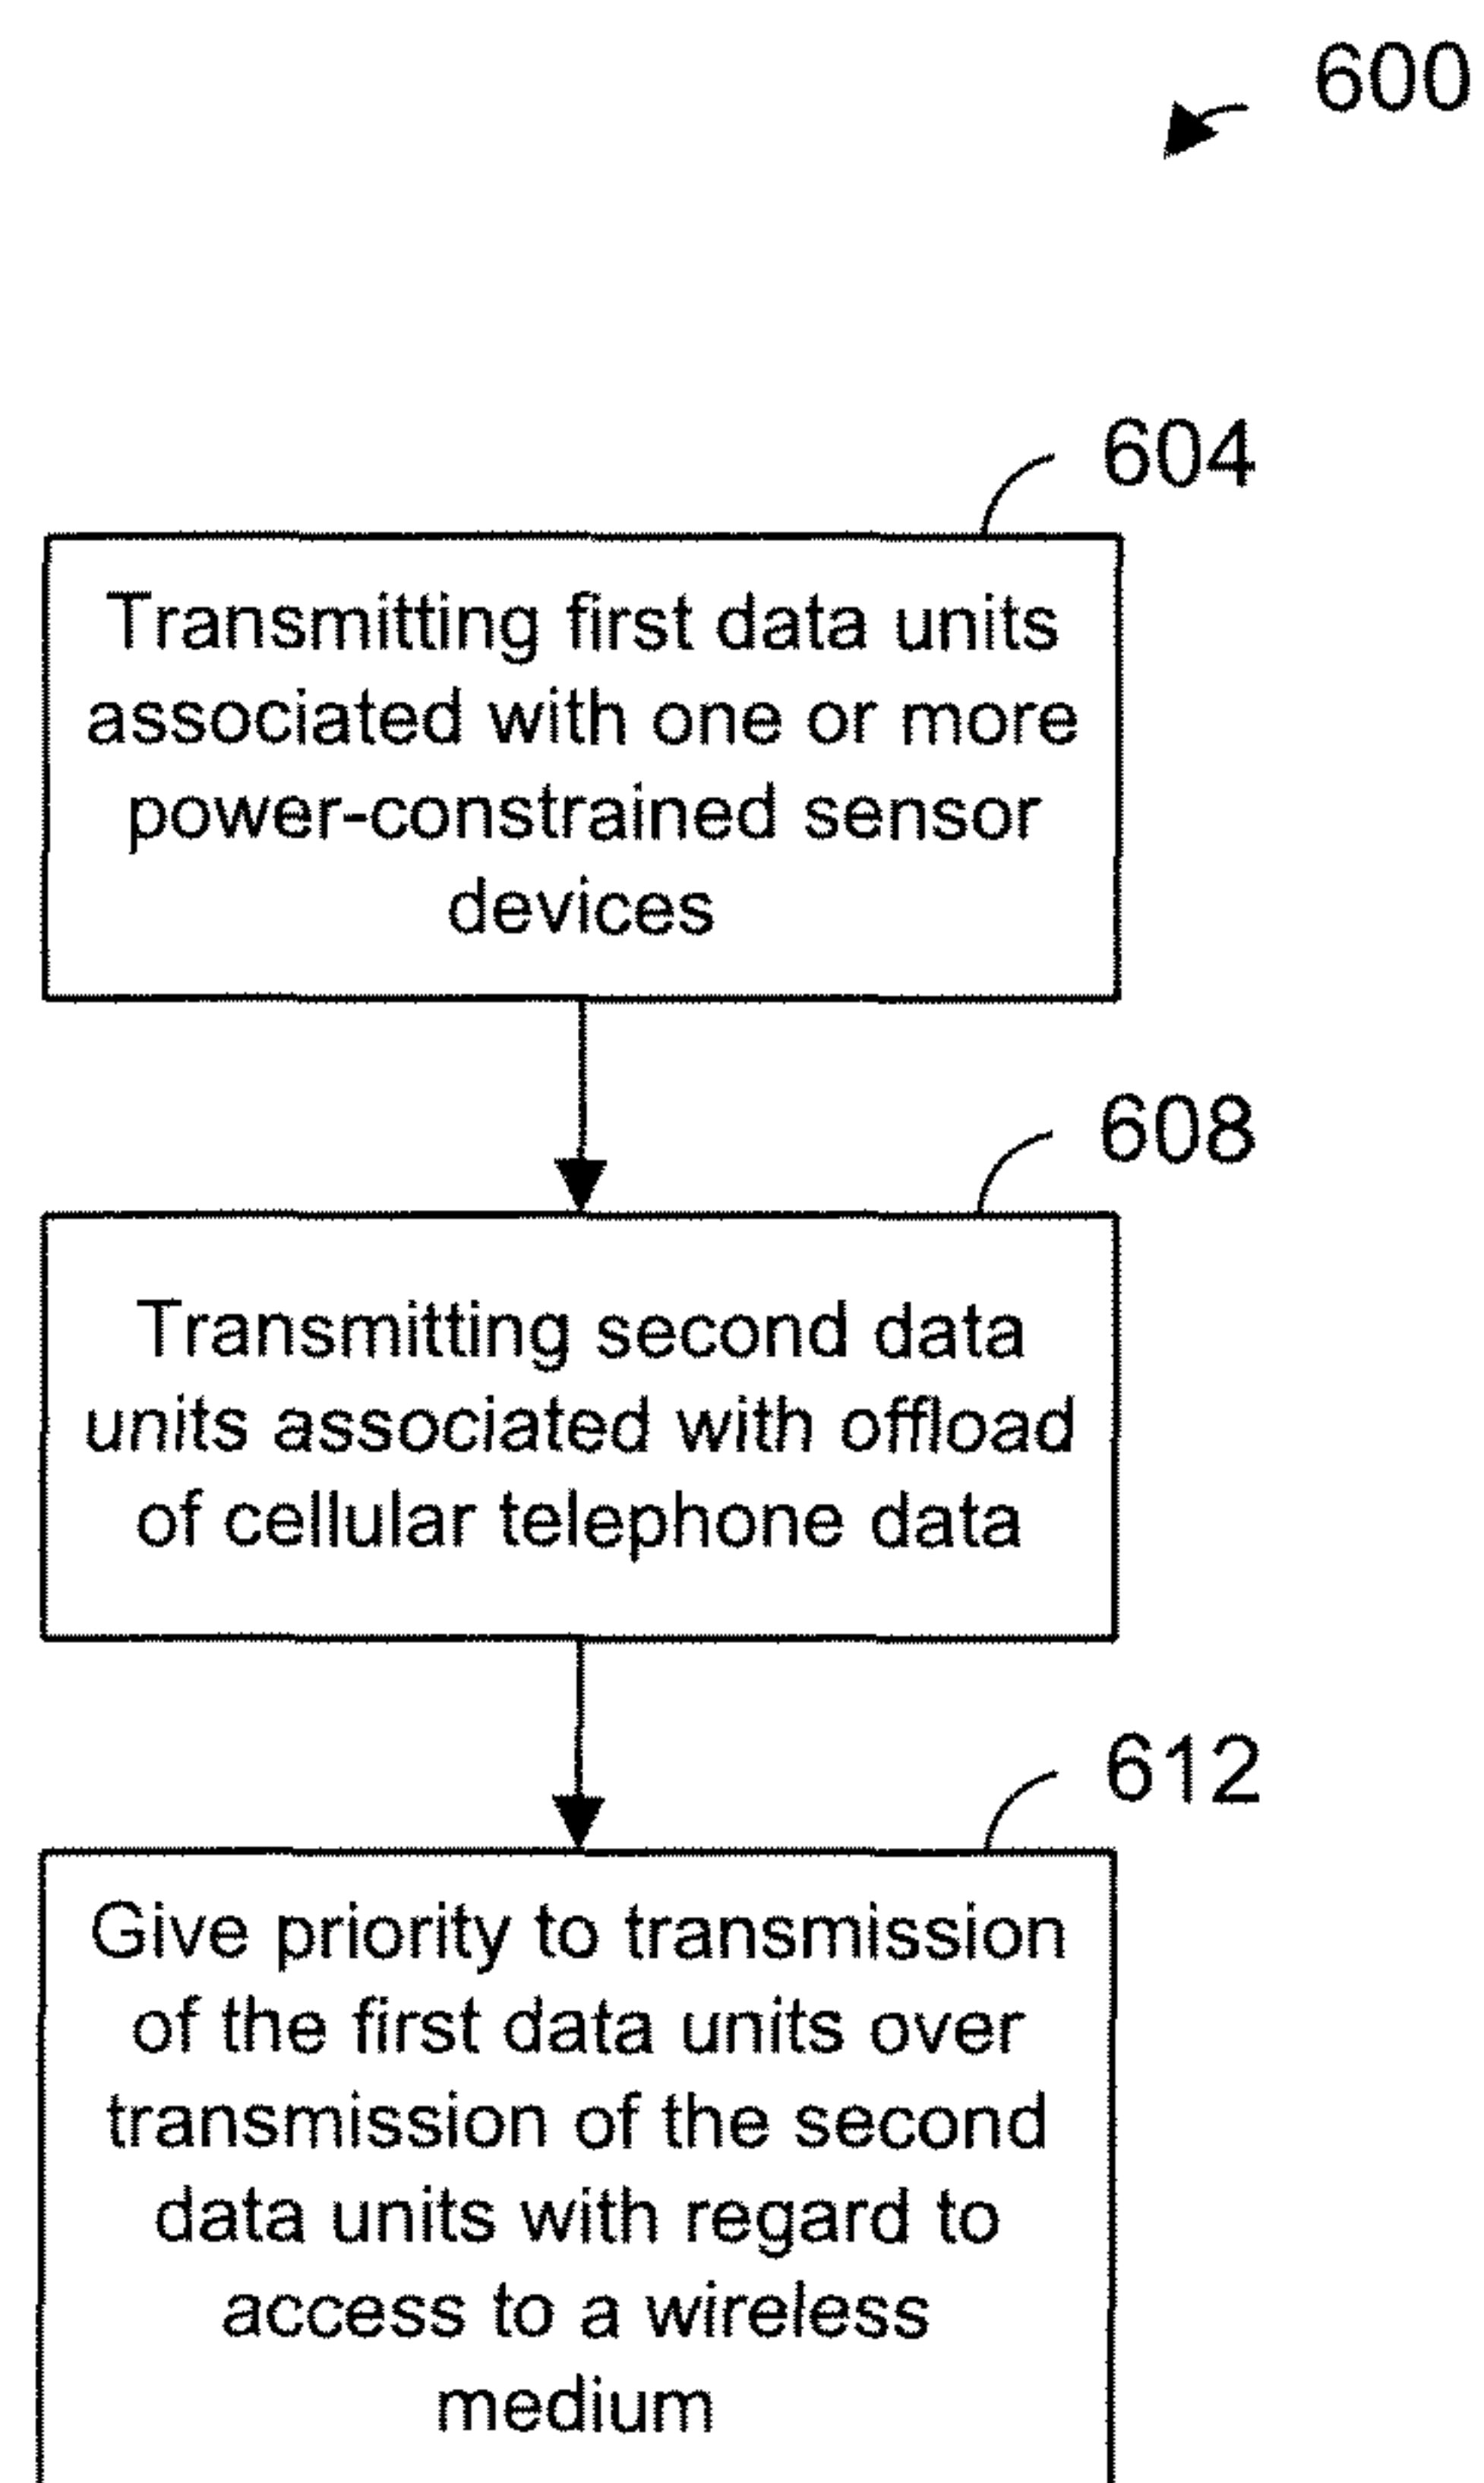 600
604
Transmitting first data units
associated with one or more
power-constrained sensor
devices
608
Transmitting second data
units associated with offload
of cellular telephone data
612
Give priority to transmission
of the first data units over
transmission of the second
data units with regard to
access to a wireless
medium